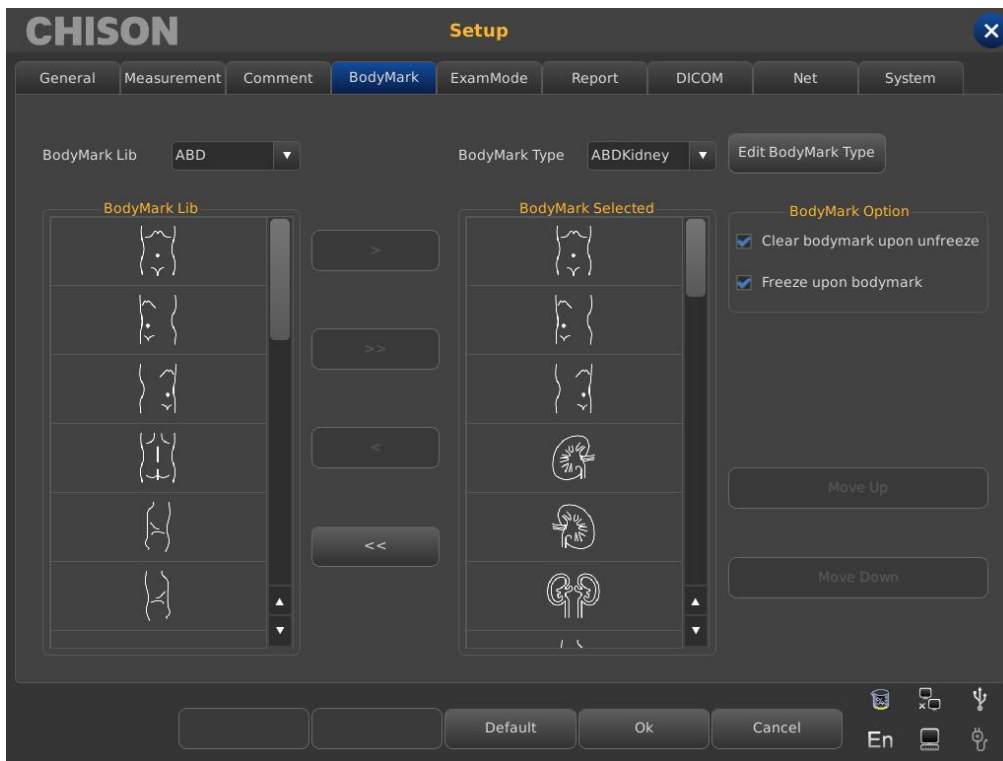 CHISON
Setup
General Measurement Comment BodyMark ExamMode Report DICOM Net System
BodyMark Lib ABD BodyMark Type ABDKidney Edit BodyMark Type
BodyMark Lib BodyMark Selected BodyMark Option
Clear bodymark upon unfreeze
>
Freeze upon bodymark
>>
<
Move Up
<<
Move Down
Default Ok Cancel
En